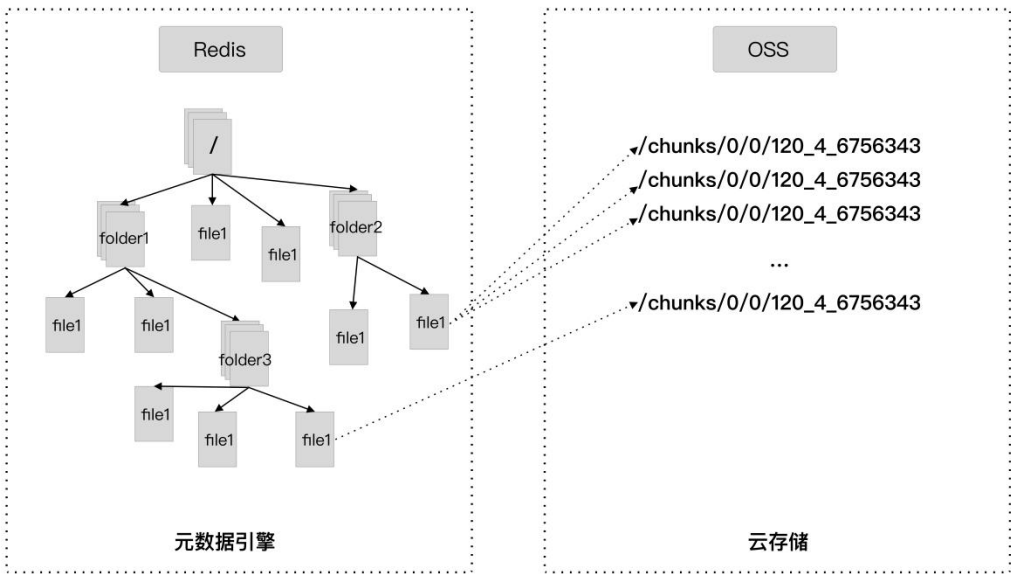 Redis
/
folder1
file1
file1
folder2
file1
file1
folder3
file1
file1
file1
file1
file1
元数据引擎
OSS
/chunks/0/0/120_4_6756343
/chunks/0/0/120_4_6756343
/chunks/0/0/120_4_6756343
...
/chunks/0/0/120_4_6756343
云存储